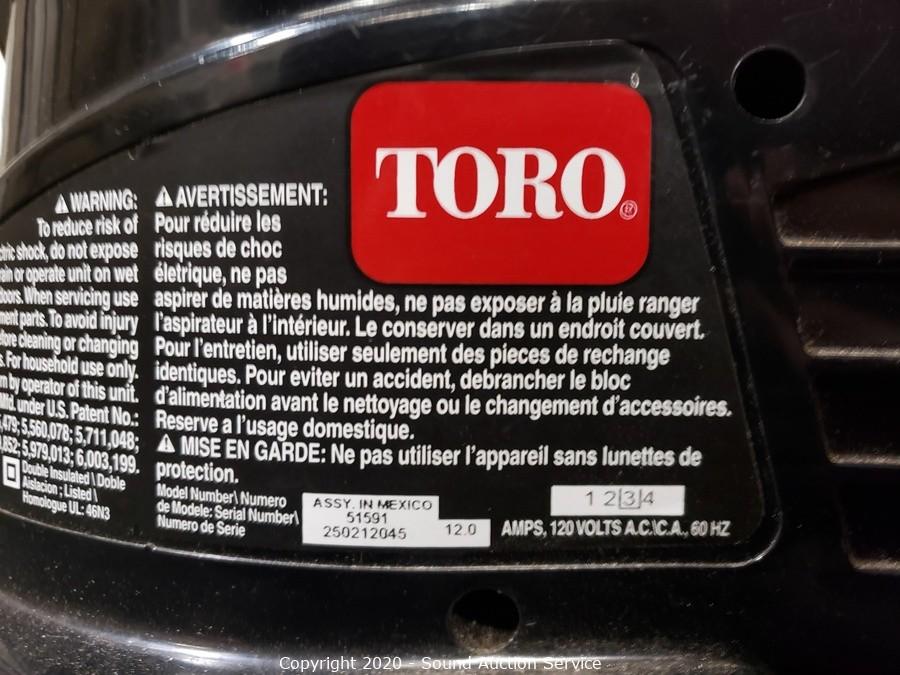 TORO
⚠ WARNING:
To reduce risk of
shock, do not expose
or operate unit on wet
When servicing use
parts. To avoid injury
cleaning or changing
For household use only.
by operator of this unit.
Mfd. under U.S. Patent No.:
5,560,078; 5,711,048;
5,979,013; 6,003,199.
Double Insulated \ Doble
Aislacion ; Listed \
Homologue UL: 46N3
⚠ AVERTISSEMENT:
Pour réduire les
risques de choc
életrique, ne pas
aspirer de matières humides, ne pas exposer à la pluie ranger
l'aspirateur à l'intérieur. Le conserver dans un endroit couvert.
Pour l'entretien, utiliser seulement des pieces de rechange
identiques. Pour eviter un accident, debrancher le bloc
d'alimentation avant le nettoyage ou le changement d'accessoires.
Reserve a l'usage domestique.
⚠ MISE EN GARDE: Ne pas utiliser l'appareil sans lunettes de
protection.
Model Number\ Numero
de Modele: Serial Number\
Numero de Serie
ASSY. IN MEXICO
51591
250212045
12.0
1 2 3 4
AMPS, 120 VOLTS A.C.\C.A., 60 HZ
Copyright 2020 - Sound Auction Service